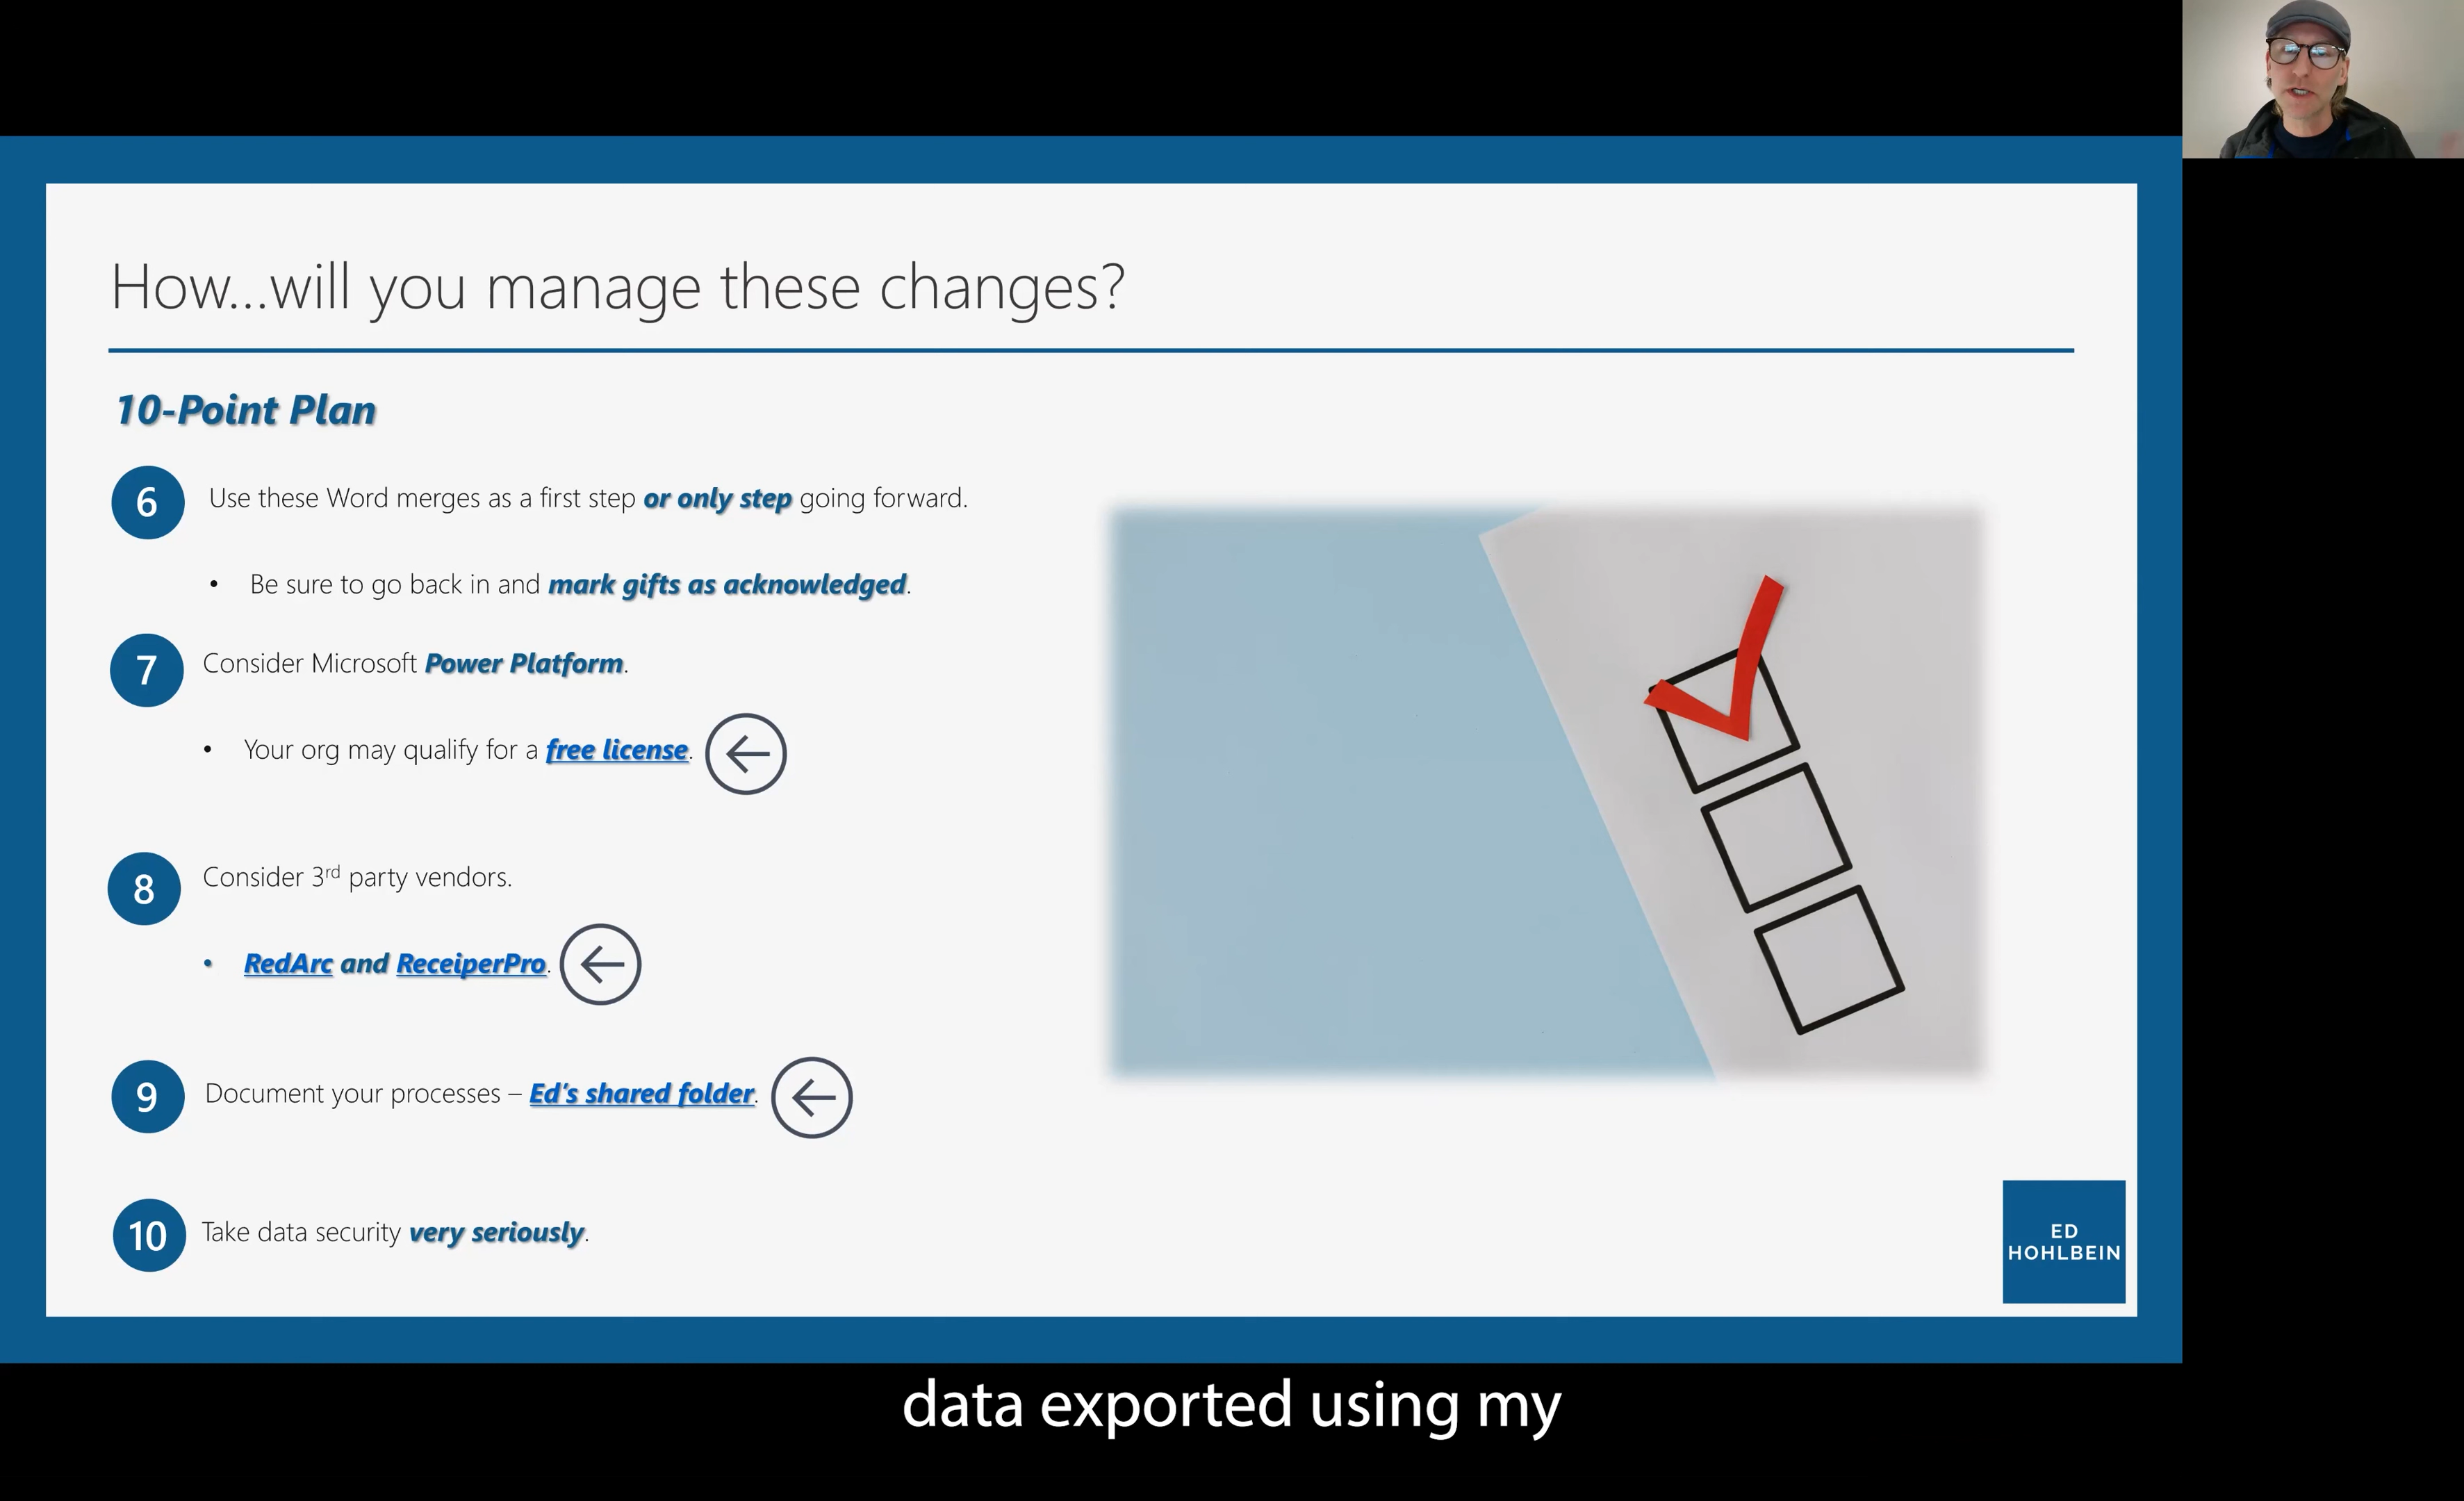 How...will you manage these changes?
10-Point Plan
6 Use these Word merges as a first step or only step going forward.
• Be sure to go back in and mark gifts as acknowledged.
7 Consider Microsoft Power Platform.
• Your org may qualify for a free license.
8 Consider 3rd party vendors.
• RedArc and ReceiperPro.
9 Document your processes – Ed's shared folder.
10 Take data security very seriously.
ED
HOHLBEIN
data exported using my